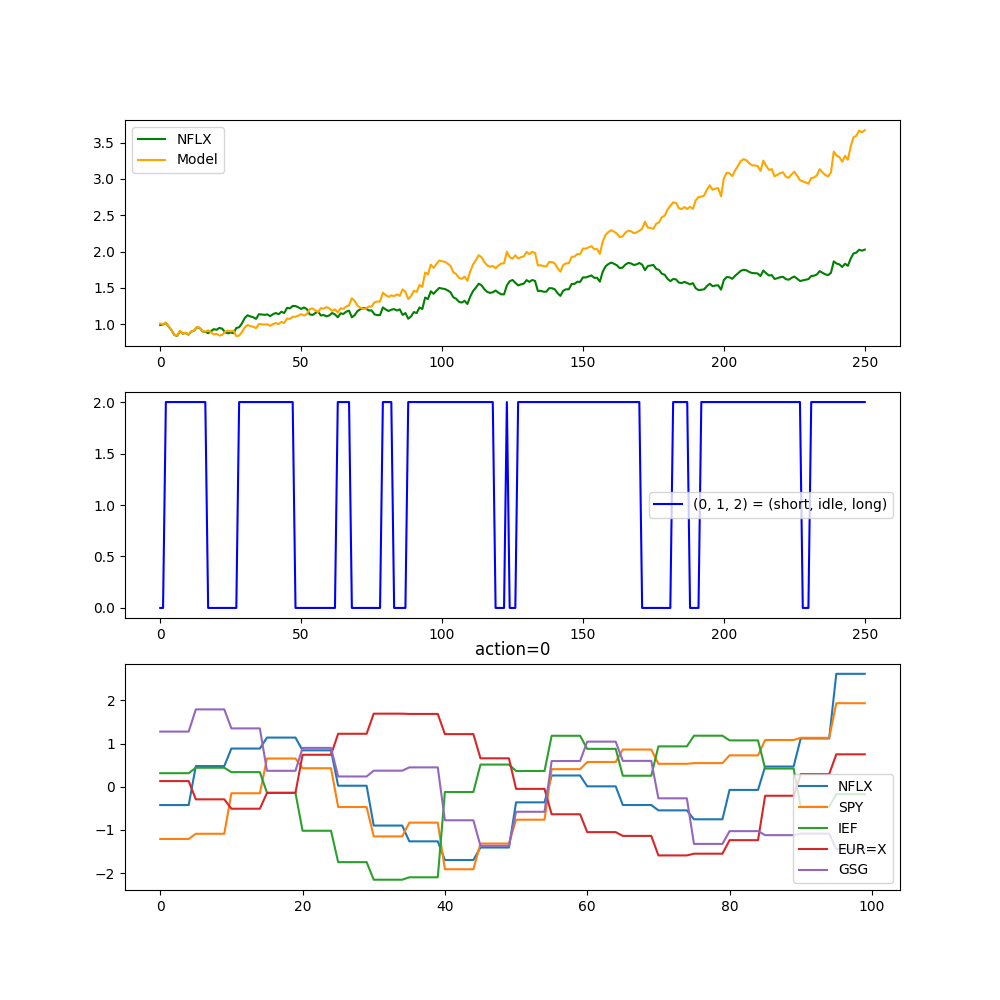 NFLX
Model
3.5
3.0
2.5
2.0
1.5
1.0
0 50 100 150 200 250
2.0
1.5
1.0
0.5
0.0
(0, 1, 2) = (short, idle, long)
0 50 100 150 200 250
action=0
2
1
0
−1
−2
NFLX
SPY
IEF
EUR=X
GSG
0 20 40 60 80 100